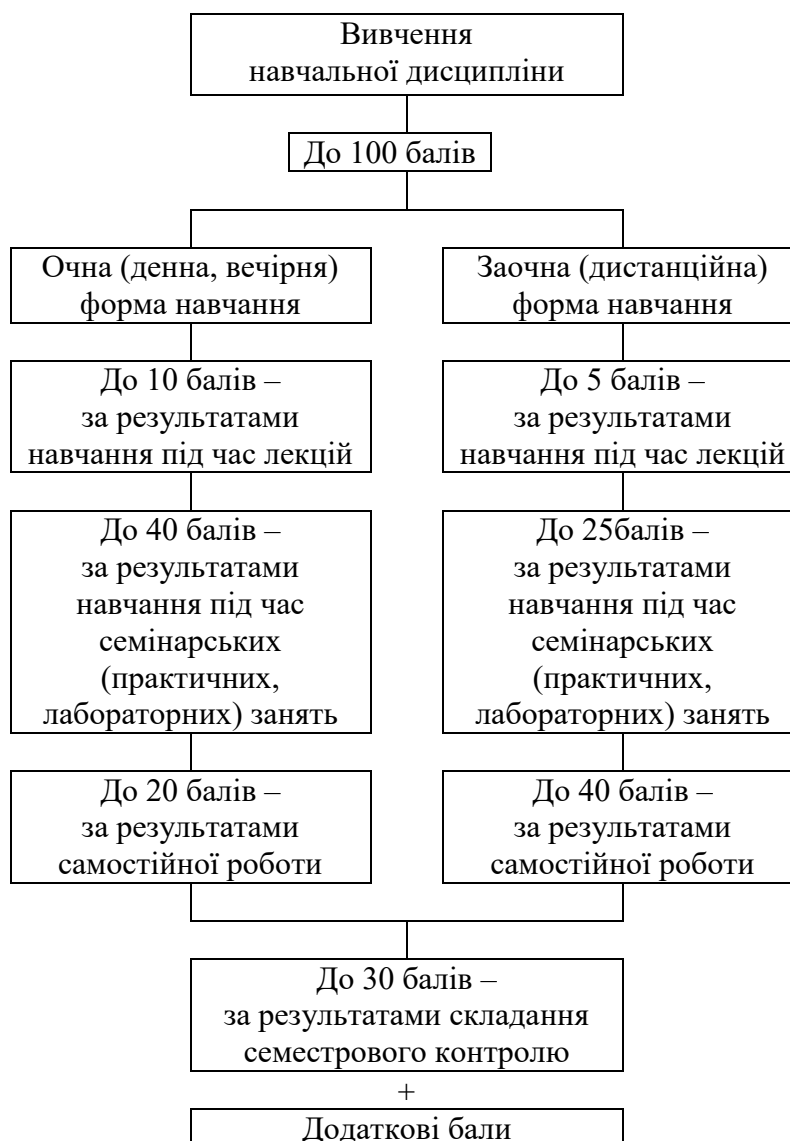 Вивчення
навчальної дисципліни
До 100 балів
Очна (денна, вечірня)
форма навчання
Заочна (дистанційна)
форма навчання
До 10 балів –
за результатами
навчання під час лекцій
До 5 балів –
за результатами
навчання під час лекцій
До 40 балів –
за результатами
навчання під час
семінарських
(практичних,
лабораторних) занять
До 25балів –
за результатами
навчання під час
семінарських
(практичних,
лабораторних) занять
До 20 балів –
за результатами
самостійної роботи
До 40 балів –
за результатами
самостійної роботи
До 30 балів –
за результатами складання
семестрового контролю
+
Додаткові бали